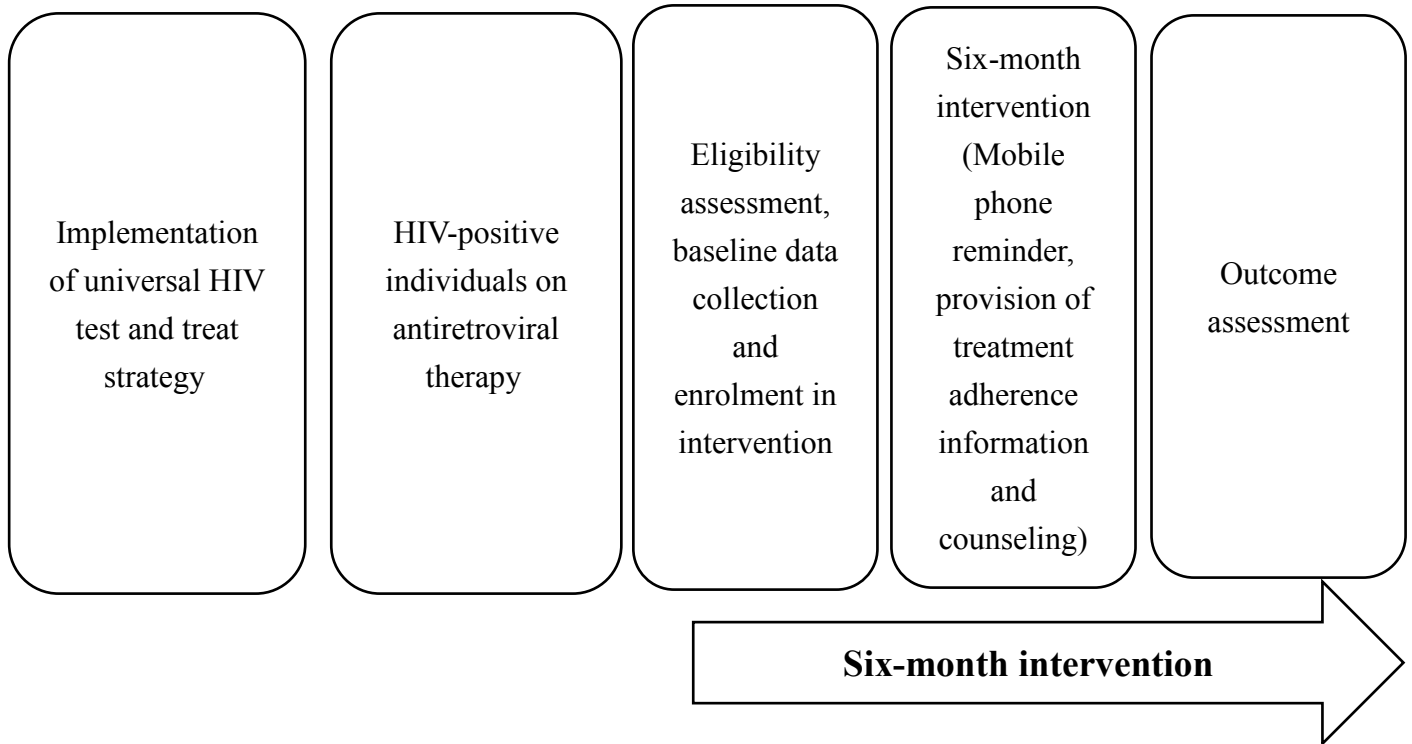 Implementation
of universal HIV
test and treat
strategy
HIV-positive
individuals on
antiretroviral
therapy
Eligibility
assessment,
baseline data
collection
and
enrolment in
intervention
Six-month
intervention
(Mobile
phone
reminder,
provision of
treatment
adherence
information
and
counseling)
Outcome
assessment
Six-month intervention